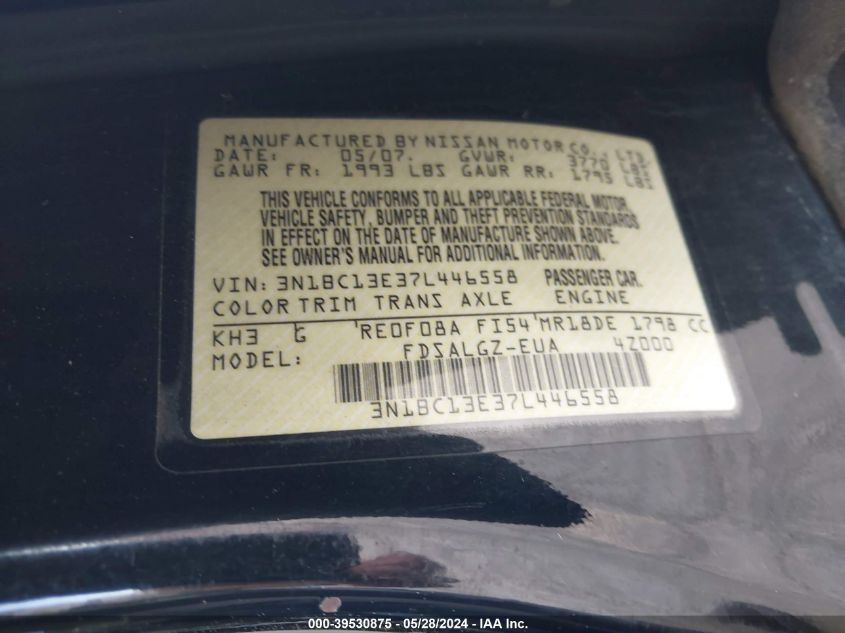 MANUFACTURED BY NISSAN MOTOR CO., LTD.
DATE: 05/07. GVWR: 3770 LBS
GAWR FR: 1993 LBS GAWR RR: 1795 LBS
THIS VEHICLE CONFORMS TO ALL APPLICABLE FEDERAL MOTOR
VEHICLE SAFETY, BUMPER AND THEFT PREVENTION STANDARDS
IN EFFECT ON THE DATE OF MANUFACTURE SHOWN ABOVE.
SEE OWNER'S MANUAL FOR ADDITIONAL INFORMATION.
VIN: 3N1BC13E37L446558 PASSENGER CAR.
COLOR TRIM TRANS AXLE ENGINE
KH3 G RE0F08A FI54 MR18DE 1798 CC
MODEL: FDSALGZ-EUA 4Z000
3N1BC13E37L446558
000-39530875 - 05/28/2024 - IAA Inc.